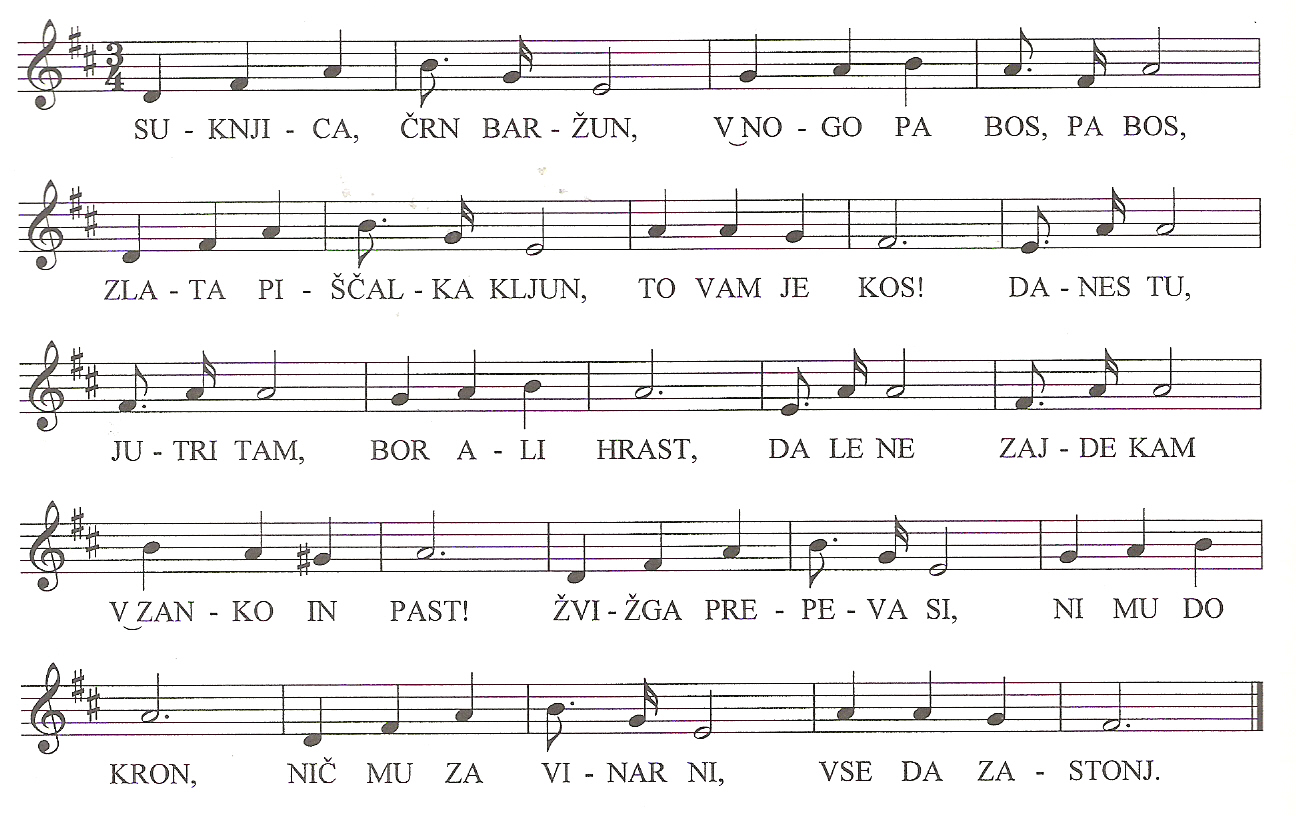 SU - KNJI - CA, ČRN BAR - ŽUN, V NO - GO PA BOS, PA BOS,
ZLA - TA PI - ŠČAL - KA KLJUN, TO VAM JE KOS! DA - NES TU,
JU - TRI TAM, BOR A - LI HRAST, DA LE NE ZAJ - DE KAM
V ZAN - KO IN PAST! ŽVI - ŽGA PRE - PE - VA SI, NI MU DO
KRON, NIČ MU ZA VI - NAR NI, VSE DA ZA - STONJ.